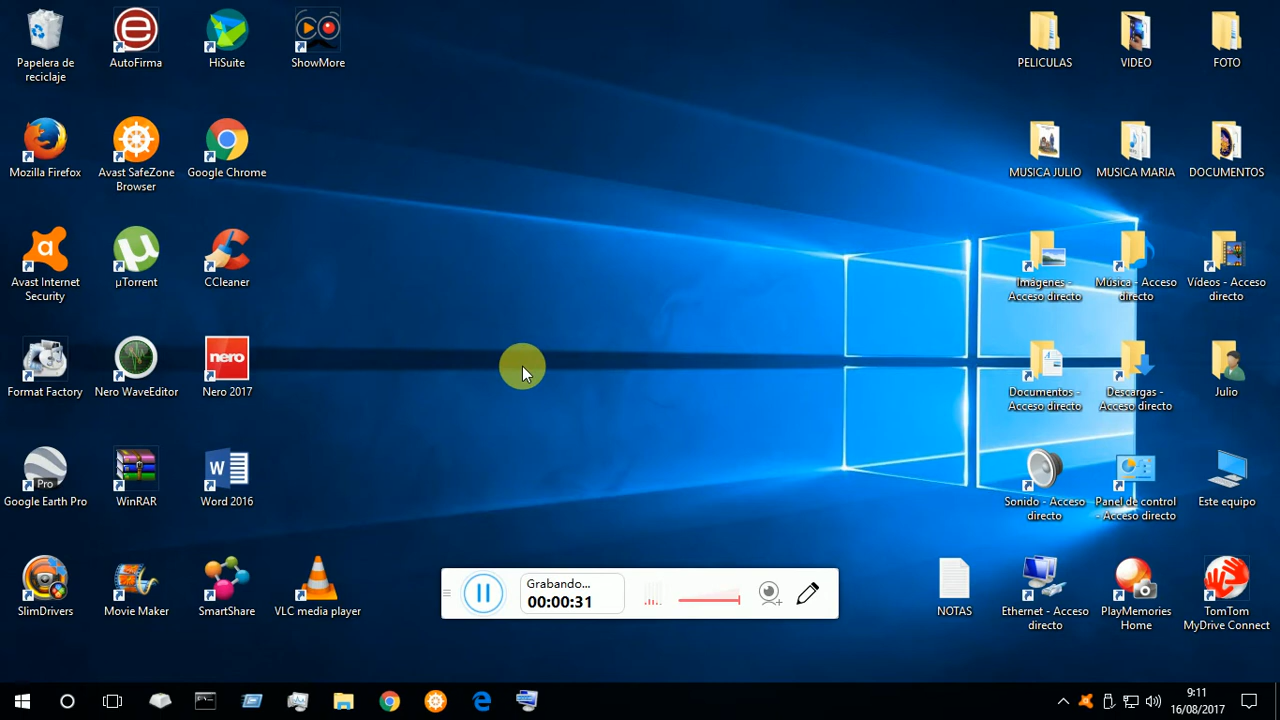 Papelera de
reciclaje
AutoFirma
HiSuite
ShowMore
PELICULAS
VIDEO
FOTO
Mozilla Firefox
Avast SafeZone
Browser
Google Chrome
MUSICA JULIO
MUSICA MARIA
DOCUMENTOS
a
Avast Internet
Security
µ
µTorrent
CCleaner
Imágenes -
Acceso directo
Música - Acceso
directo
Vídeos - Acceso
directo
Format Factory
Nero WaveEditor
nero
Nero 2017
Documentos -
Acceso directo
Descargas -
Acceso directo
Julio
Pro
Google Earth Pro
WinRAR
W
Word 2016
Sonido - Acceso
directo
Panel de control
- Acceso directo
Este equipo
SlimDrivers
Movie Maker
SmartShare
VLC media player
Grabando...
00:00:31
NOTAS
Ethernet - Acceso
directo
PlayMemories
Home
TomTom
MyDrive Connect
9:11
16/08/2017